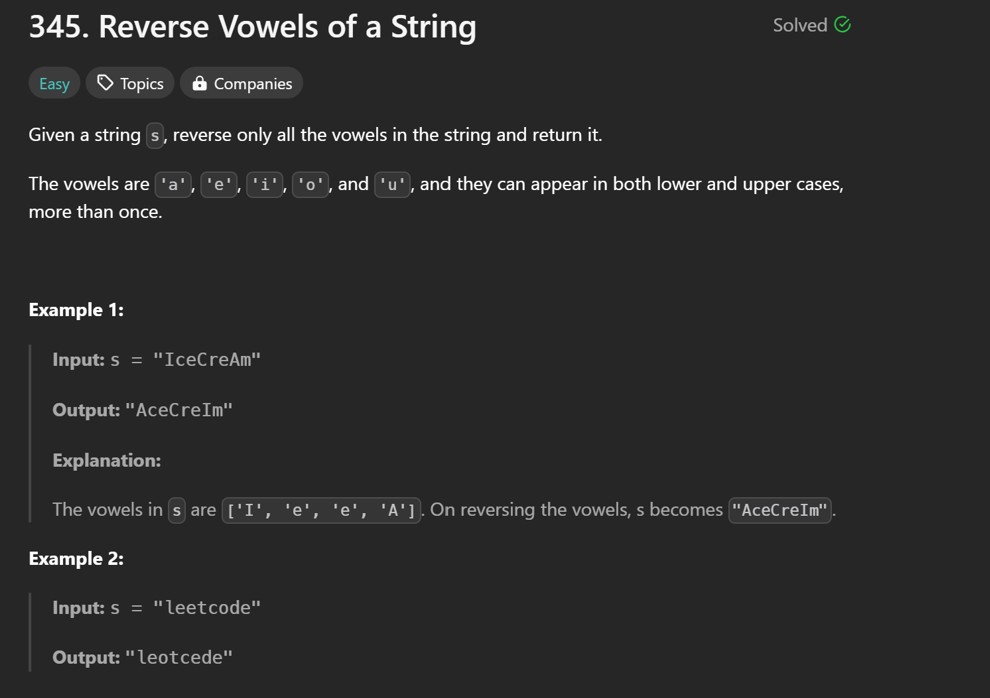 345. Reverse Vowels of a String
Solved
Easy
Topics
Companies
Given a string s, reverse only all the vowels in the string and return it.
The vowels are 'a', 'e', 'i', 'o', and 'u', and they can appear in both lower and upper cases,
more than once.
Example 1:
Input: s = "IceCreAm"
Output: "AceCreIm"
Explanation:
The vowels in s are ['I', 'e', 'e', 'A']. On reversing the vowels, s becomes "AceCreIm".
Example 2:
Input: s = "leetcode"
Output: "leotcede"